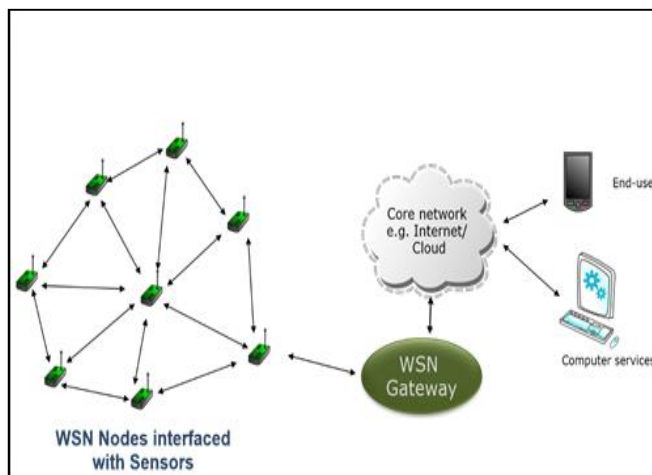 Core network
e.g. Internet/
Cloud
End-use
WSN
Gateway
Computer services
WSN Nodes interfaced
with Sensors